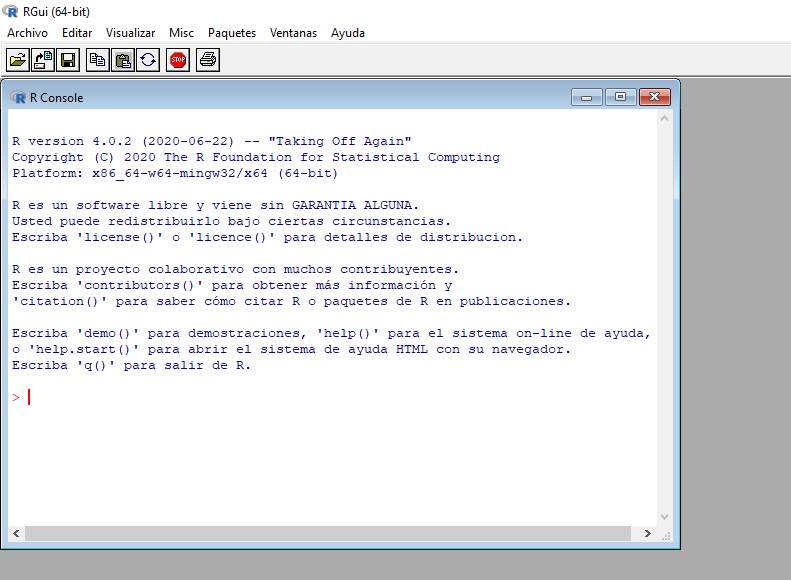 RGui (64-bit)
Archivo Editar Visualizar Misc Paquetes Ventanas Ayuda
STOP
R Console
R version 4.0.2 (2020-06-22) -- "Taking Off Again"
Copyright (C) 2020 The R Foundation for Statistical Computing
Platform: x86_64-w64-mingw32/x64 (64-bit)
R es un software libre y viene sin GARANTIA ALGUNA.
Usted puede redistribuirlo bajo ciertas circunstancias.
Escriba 'license()' o 'licence()' para detalles de distribucion.
R es un proyecto colaborativo con muchos contribuyentes.
Escriba 'contributors()' para obtener más información y
'citation()' para saber cómo citar R o paquetes de R en publicaciones.
Escriba 'demo()' para demostraciones, 'help()' para el sistema on-line de ayuda,
o 'help.start()' para abrir el sistema de ayuda HTML con su navegador.
Escriba 'q()' para salir de R.
>